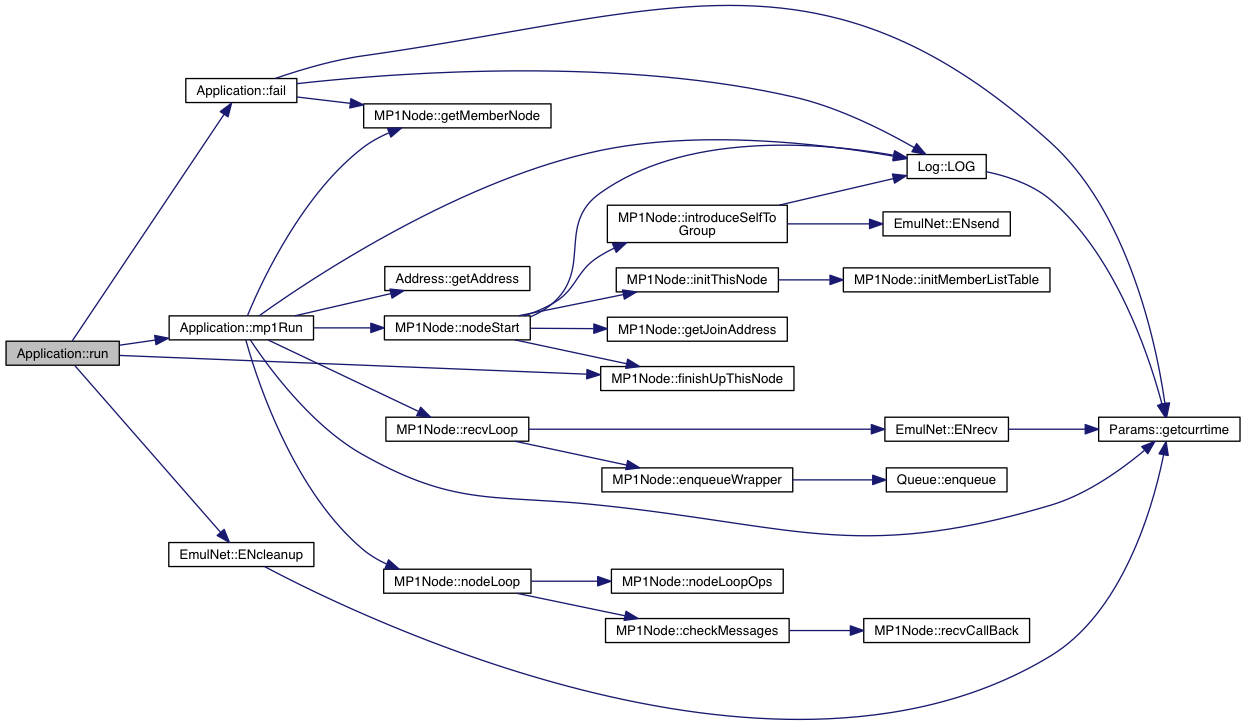 Application::run
Application::fail
MP1Node::getMemberNode
Log::LOG
MP1Node::introduceSelfTo
Group
EmulNet::ENsend
Address::getAddress
MP1Node::initThisNode
MP1Node::initMemberListTable
Application::mp1Run
MP1Node::nodeStart
MP1Node::getJoinAddress
MP1Node::finishUpThisNode
MP1Node::recvLoop
EmulNet::ENrecv
Params::getcurrtime
MP1Node::enqueueWrapper
Queue::enqueue
EmulNet::ENcleanup
MP1Node::nodeLoop
MP1Node::nodeLoopOps
MP1Node::checkMessages
MP1Node::recvCallBack